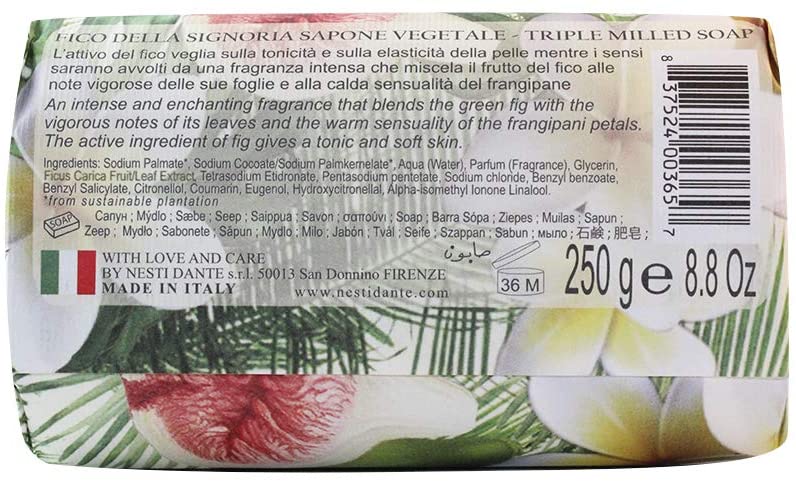 FICO DELLA SIGNORIA SAPONE VEGETALE - TRIPLE MILLED SOAP
L'attivo del fico veglia sulla tonicità e sulla elasticità della pelle mentre i sensi
saranno avvolti da una fragranza intensa che miscela il frutto del fico alle
note vigorose delle sue foglie e alla calda sensualità del frangipane
An intense and enchanting fragrance that blends the green fig with the
vigorous notes of its leaves and the warm sensuality of the frangipani petals.
The active ingredient of fig gives a tonic and soft skin.
Ingredients: Sodium Palmate*, Sodium Cocoate/Sodium Palmkernelate*, Aqua (Water), Parfum (Fragrance), Glycerin,
Ficus Carica Fruit/Leaf Extract, Tetrasodium Etidronate, Pentasodium pentetate, Sodium chloride, Benzyl benzoate,
Benzyl Salicylate, Citronellol, Coumarin, Eugenol, Hydroxycitronellal, Alpha-isomethyl Ionone Linalool.
*from sustainable plantation
SOAP
Сапун ; Mýdlo ; Sæbe ; Seep ; Saippua ; Savon ; σαπούνι ; Soap ; Barra Sópa ; Ziepes ; Muilas ; Sapun ;
Zeep ; Mydło ; Sabonete ; Săpun ; Mydlo ; Milo ; Jabón ; Tvål ; Seife ; Szappan ; Sabun ; мыло ; 石鹸 ; 肥皂 ;
صابون
WITH LOVE AND CARE
BY NESTI DANTE s.r.l. 50013 San Donnino FIRENZE
MADE IN ITALY
www.nestidante.com
36 M
250 g e 8.8 Oz
8 37524 00365 7